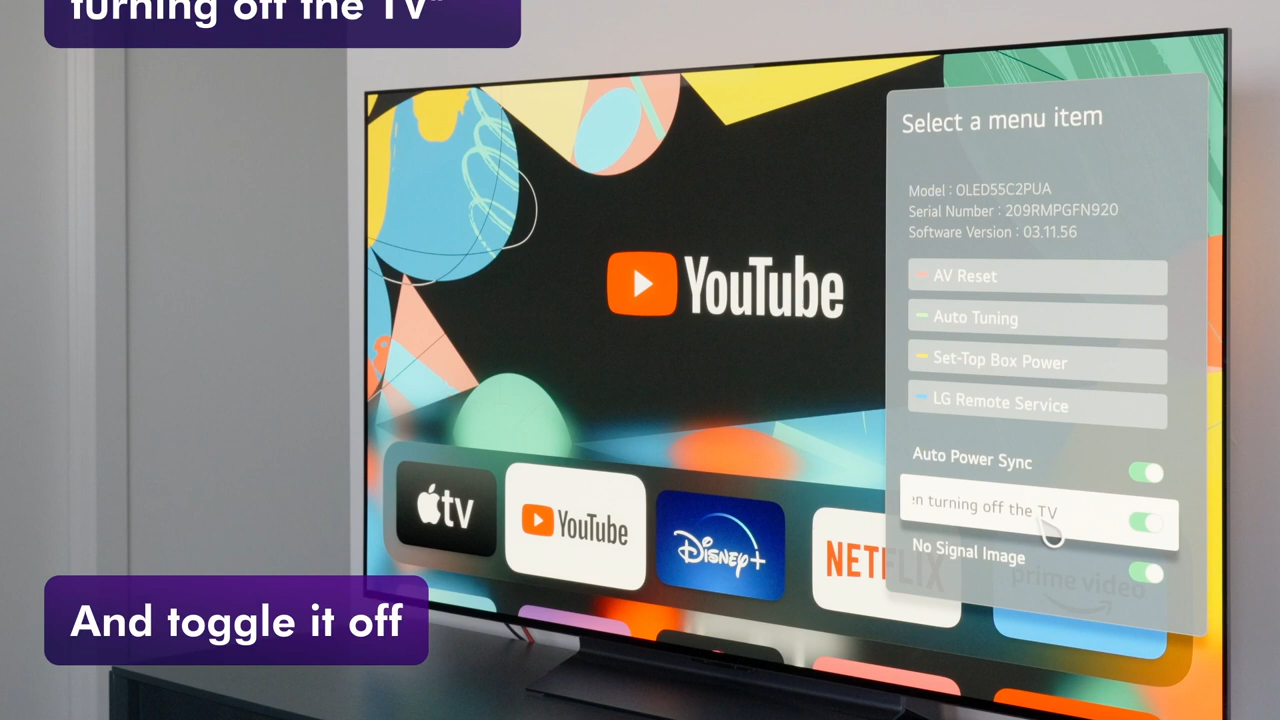 turning off the TV"
Select a menu item
Model : OLED55C2PUA
Serial Number : 209RMPGFN920
Software Version : 03.11.56
AV Reset
Auto Tuning
Set-Top Box Power
LG Remote Service
Auto Power Sync
n turning off the TV
No Signal Image
YouTube
tv
YouTube
Disney+
NETFLIX
prime video
And toggle it off